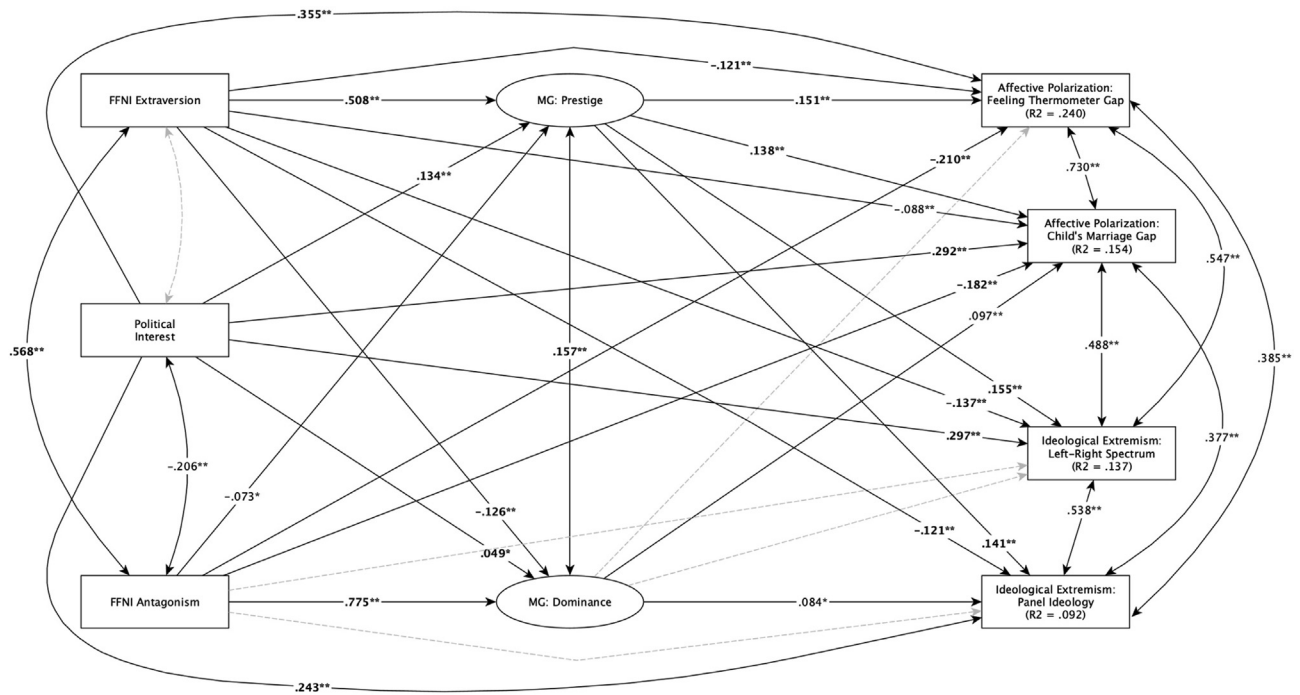 .355**
-.121**
FFNI Extraversion
.508**
MG: Prestige
.151**
Affective Polarization:
Feeling Thermometer Gap
(R2 = .240)
.138**
-.210**
.730**
.134**
-.088**
Affective Polarization:
Child's Marriage Gap
(R2 = .154)
.292**
.547**
-.182**
.097**
Political
Interest
.568**
.157**
.488**
.385**
.155**
-.137**
.297**
Ideological Extremism:
Left-Right Spectrum
(R2 = .137)
.377**
-.206**
-.073*
-.126**
.538**
-.121**
.141**
.049*
FFNI Antagonism
.775**
MG: Dominance
.084*
Ideological Extremism:
Panel Ideology
(R2 = .092)
.243**